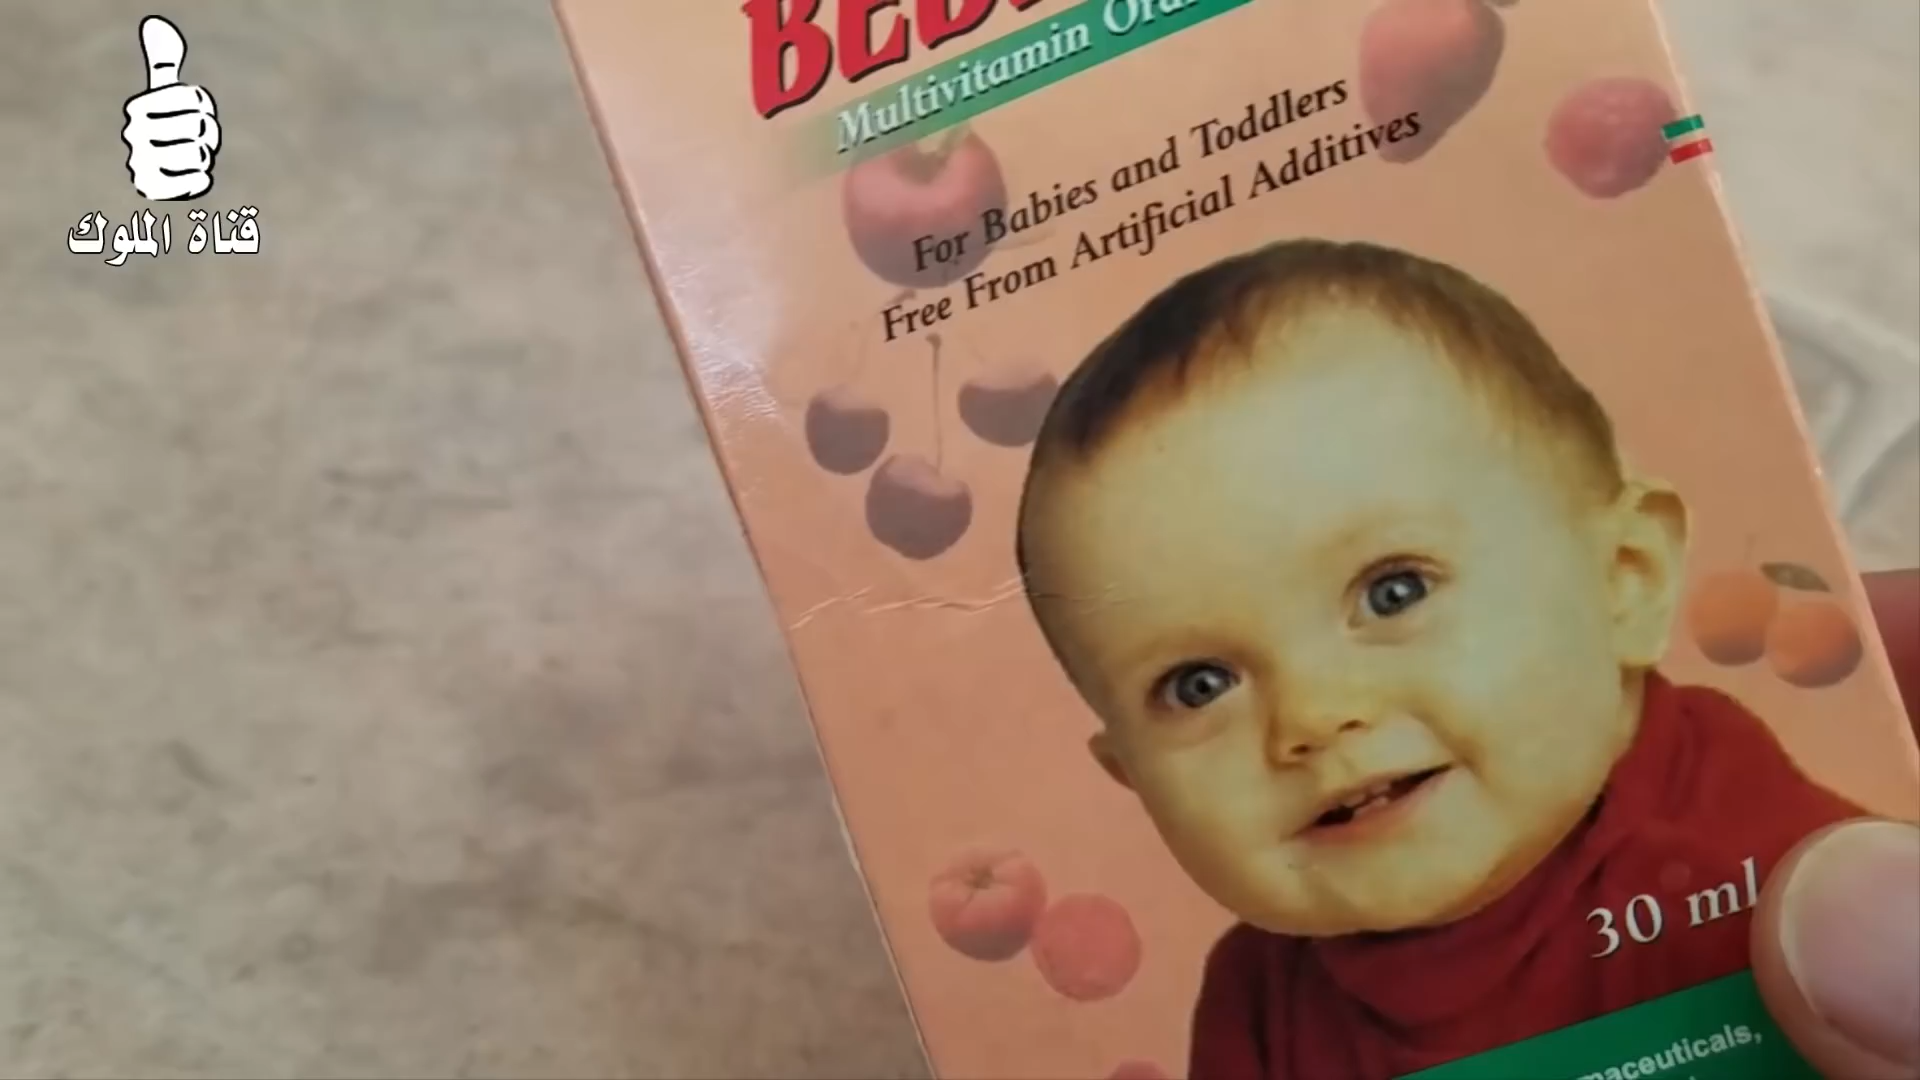 قناة الملوك
Multivitamin
For Babies and Toddlers
Free From Artificial Additives
30 ml